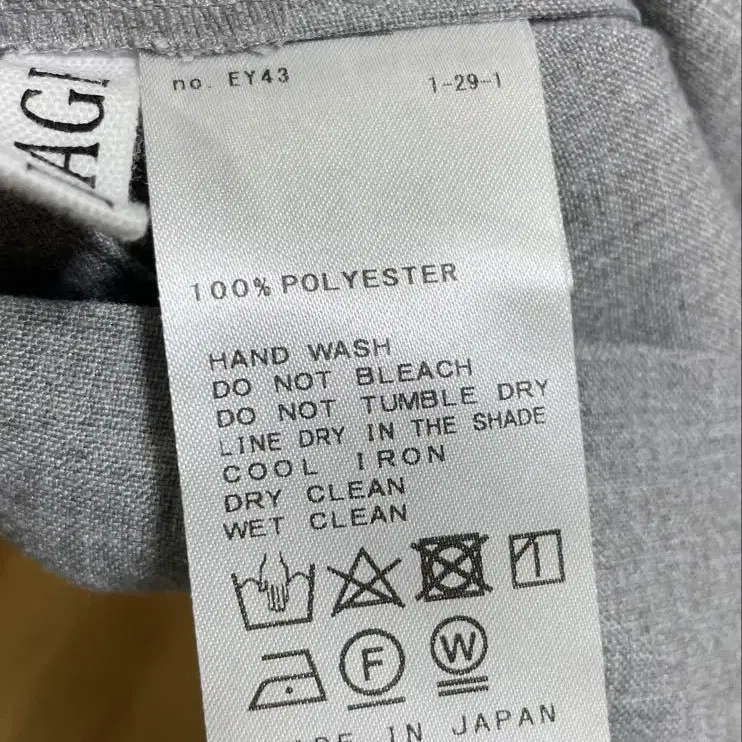 no. EY43
1-29-1
100% POLYESTER
HAND WASH
DO NOT BLEACH
DO NOT TUMBLE DRY
LINE DRY IN THE SHADE
COOL IRON
DRY CLEAN
WET CLEAN
F
W
IN JAPAN